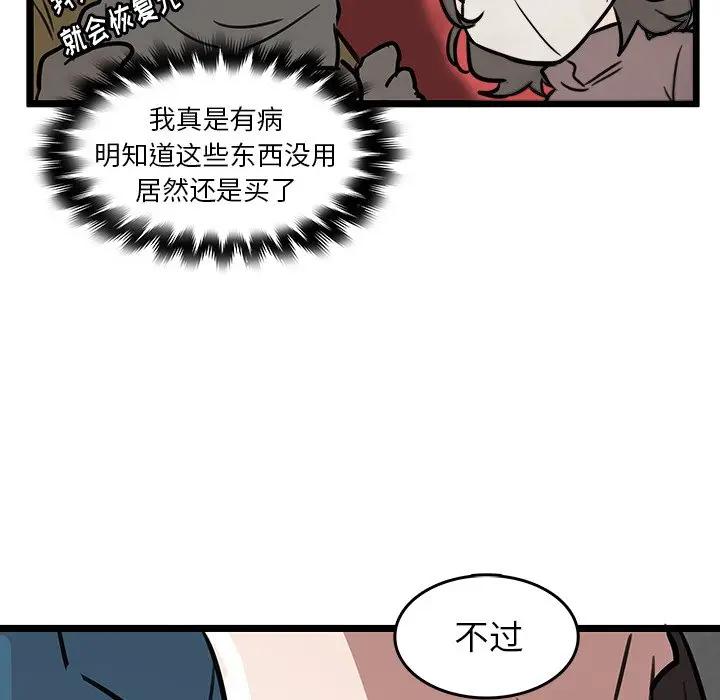 就会恢复
我真是有病
明知道这些东西没用
居然还是买了
不过